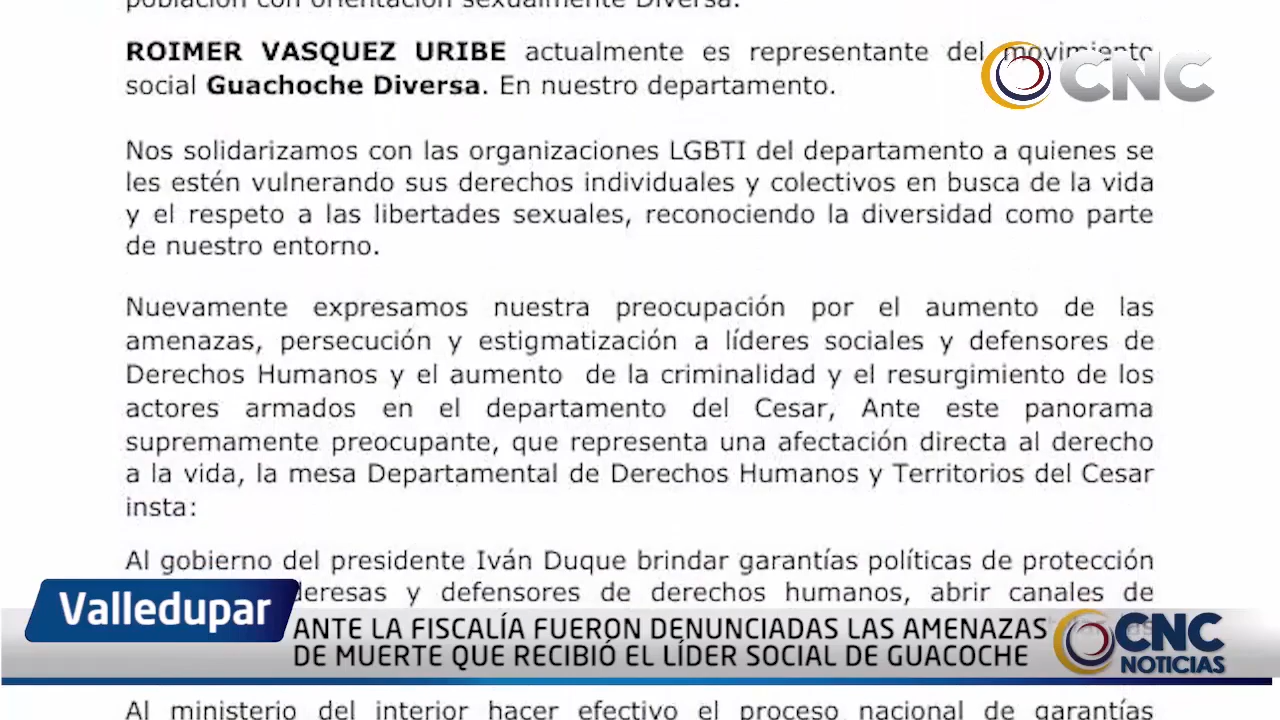 población con orientación sexualmente Diversa.
ROIMER VASQUEZ URIBE actualmente es representante del movimiento
social Guachoche Diversa. En nuestro departamento.
CNC
Nos solidarizamos con las organizaciones LGBTI del departamento a quienes se
les estén vulnerando sus derechos individuales y colectivos en busca de la vida
y el respeto a las libertades sexuales, reconociendo la diversidad como parte
de nuestro entorno.
Nuevamente expresamos nuestra preocupación por el aumento de las
amenazas, persecución y estigmatización a líderes sociales y defensores de
Derechos Humanos y el aumento de la criminalidad y el resurgimiento de los
actores armados en el departamento del Cesar, Ante este panorama
supremamente preocupante, que representa una afectación directa al derecho
a la vida, la mesa Departamental de Derechos Humanos y Territorios del Cesar
insta:
Al gobierno del presidente Iván Duque brindar garantías políticas de protección
y defensores de derechos humanos, abrir canales de
Valledupar
ANTE LA FISCALÍA FUERON DENUNCIADAS LAS AMENAZAS
DE MUERTE QUE RECIBIÓ EL LÍDER SOCIAL DE GUACOCHE
CNC
NOTICIAS
Al ministerio del interior hacer efectivo el proceso nacional de garantías